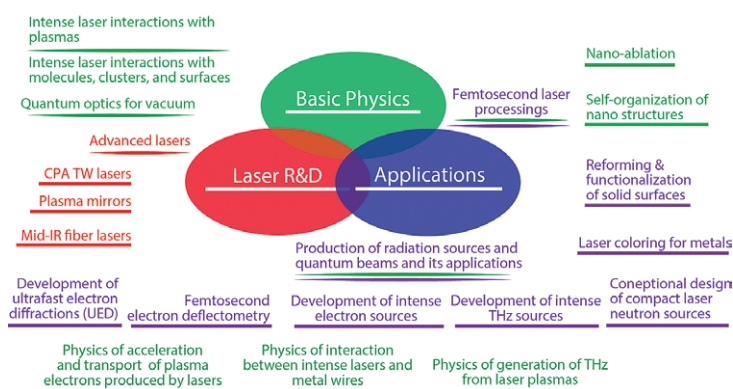 Intense laser interactions with
plasmas
Intense laser interactions with
molecules, clusters, and surfaces
Quantum optics for vacuum
Advanced lasers
CPA TW lasers
Plasma mirrors
Mid-IR fiber lasers
Basic Physics
Laser R&D
Applications
Femtosecond laser
processings
Nano-ablation
Self-organization of
nano structures
Reforming &
functionalization
of solid surfaces
Laser coloring for metals
Production of radiation sources and
quantum beams and its applications
Development of
ultrafast electron
diffractions (UED)
Femtosecond
electron deflectometry
Development of intense
electron sources
Development of intense
THz sources
Coneptional design
of compact laser
neutron sources
Physics of acceleration
and transport of plasma
electrons produced by lasers
Physics of interaction
between intense lasers and
metal wires
Physics of generation of THz
from laser plasmas